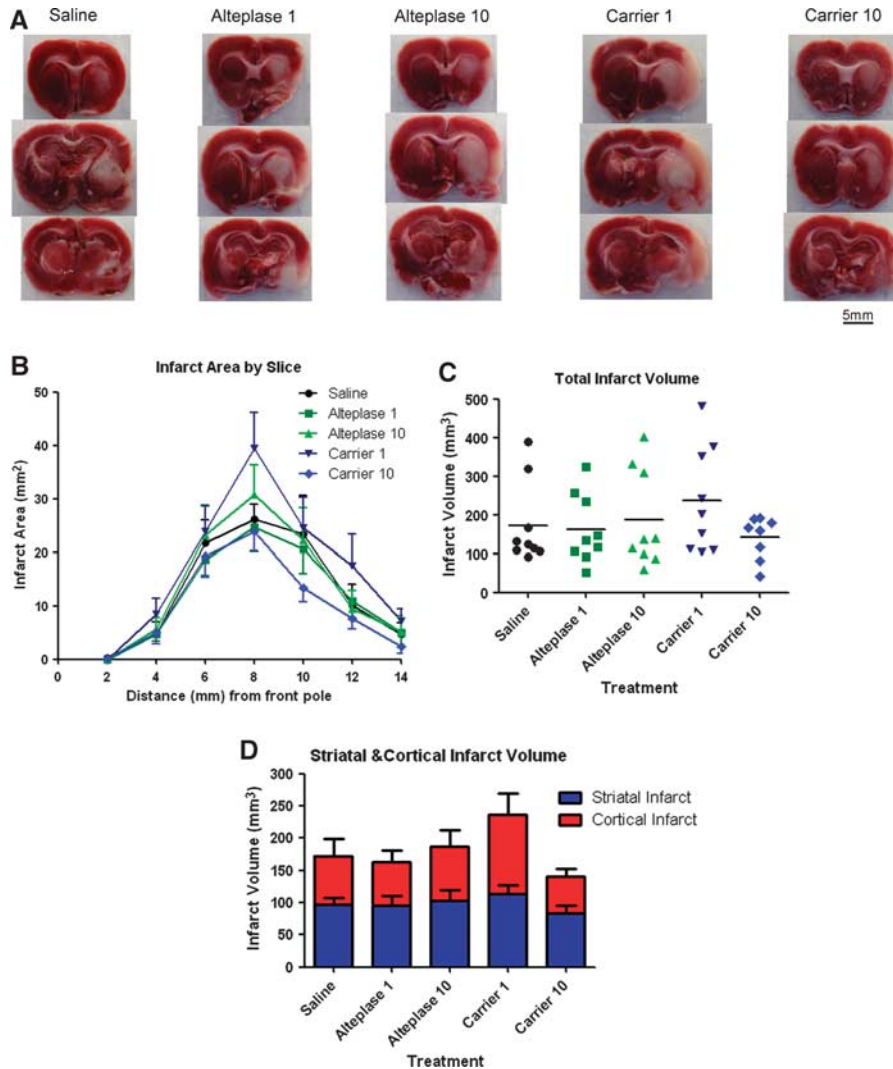 A
Saline
Alteplase 1
Alteplase 10
Carrier 1
Carrier 10
5mm
B
Infarct Area by Slice
Infarct Area (mm²)
50
40
30
20
10
0
0 2 4 6 8 10 12 14
Distance (mm) from front pole
Saline
Alteplase 1
Alteplase 10
Carrier 1
Carrier 10
C
Total Infarct Volume
Infarct Volume (mm³)
500
400
300
200
100
0
Saline
Alteplase 1
Alteplase 10
Carrier 1
Carrier 10
Treatment
D
Striatal &Cortical Infarct Volume
Infarct Volume (mm³)
300
250
200
150
100
50
0
Saline
Alteplase 1
Alteplase 10
Carrier 1
Carrier 10
Treatment
Striatal Infarct
Cortical Infarct